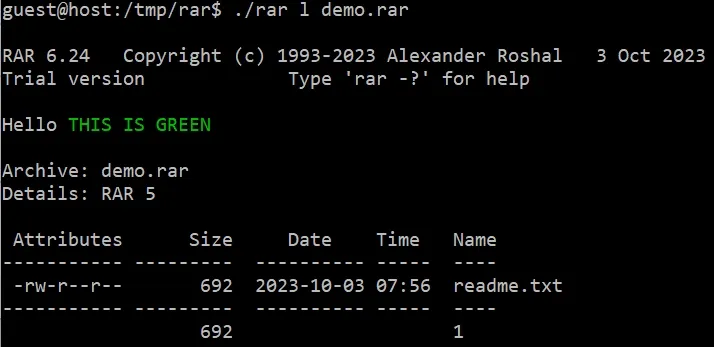 guest@host:/tmp/rar$ ./rar l demo.rar
RAR 6.24   Copyright (c) 1993-2023 Alexander Roshal   3 Oct 2023
Trial version             Type 'rar -?' for help
Hello THIS IS GREEN
Archive: demo.rar
Details: RAR 5
 Attributes      Size     Date    Time   Name
----------- ---------  ---------- -----  ----
 -rw-r--r--       692  2023-10-03 07:56  readme.txt
----------- ---------  ---------- -----  ----
                  692                    1